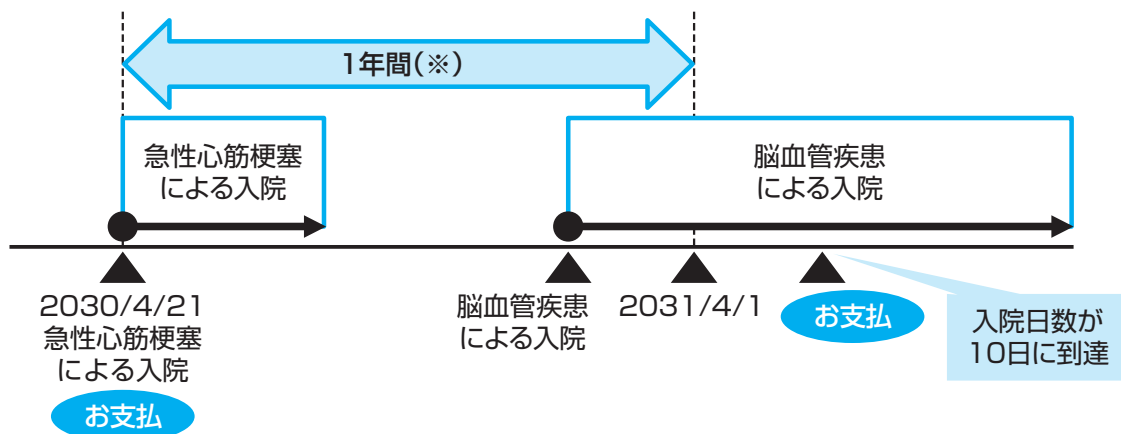 1年間(※)
急性心筋梗塞
による入院
脳血管疾患
による入院
2030/4/21
急性心筋梗塞
による入院
お支払
脳血管疾患
による入院
2031/4/1
お支払
入院日数が
10日に到達